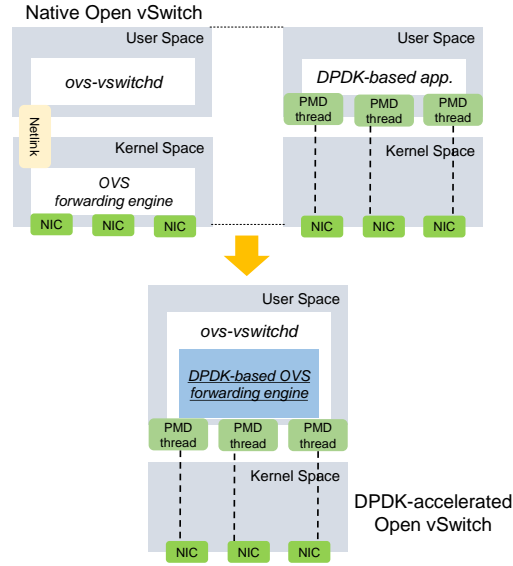 Native Open vSwitch
User Space
ovs-vswitchd
Netlink
Kernel Space
OVS
forwarding engine
NIC
NIC
NIC
User Space
DPDK-based app.
PMD
thread
PMD
thread
PMD
thread
Kernel Space
NIC
NIC
NIC
User Space
ovs-vswitchd
DPDK-based OVS
forwarding engine
PMD
thread
PMD
thread
PMD
thread
Kernel Space
NIC
NIC
NIC
DPDK-accelerated
Open vSwitch